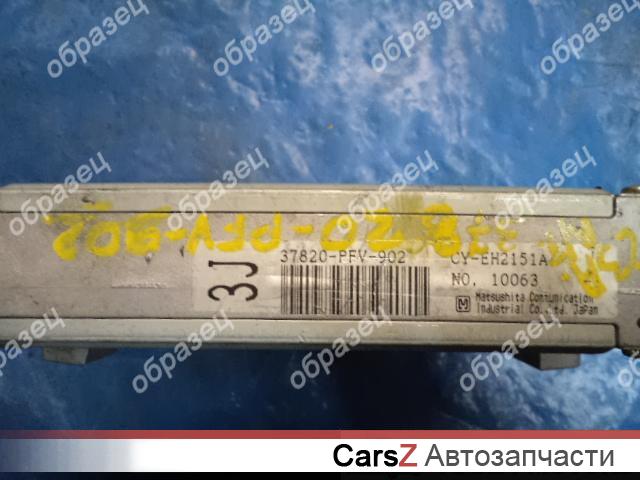 образец образец образец образец
образец образец образец образец
37820-PFV-902
3J
37820-PFV-902 CY-EH2151A
NO. 10063
M Matsushita Communication
Industrial Co., Ltd. JaPan
образец образец образец образец
CarsZ Автозапчасти